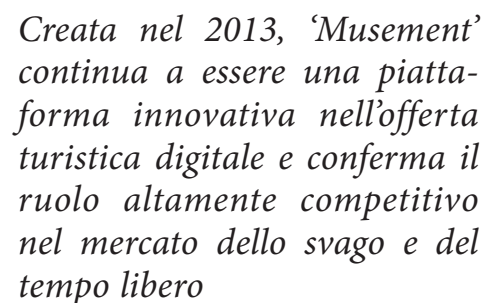 Creata nel 2013, ‘Musement’
continua a essere una piatta-
forma innovativa nell’offerta
turistica digitale e conferma il
ruolo altamente competitivo
nel mercato dello svago e del
tempo libero